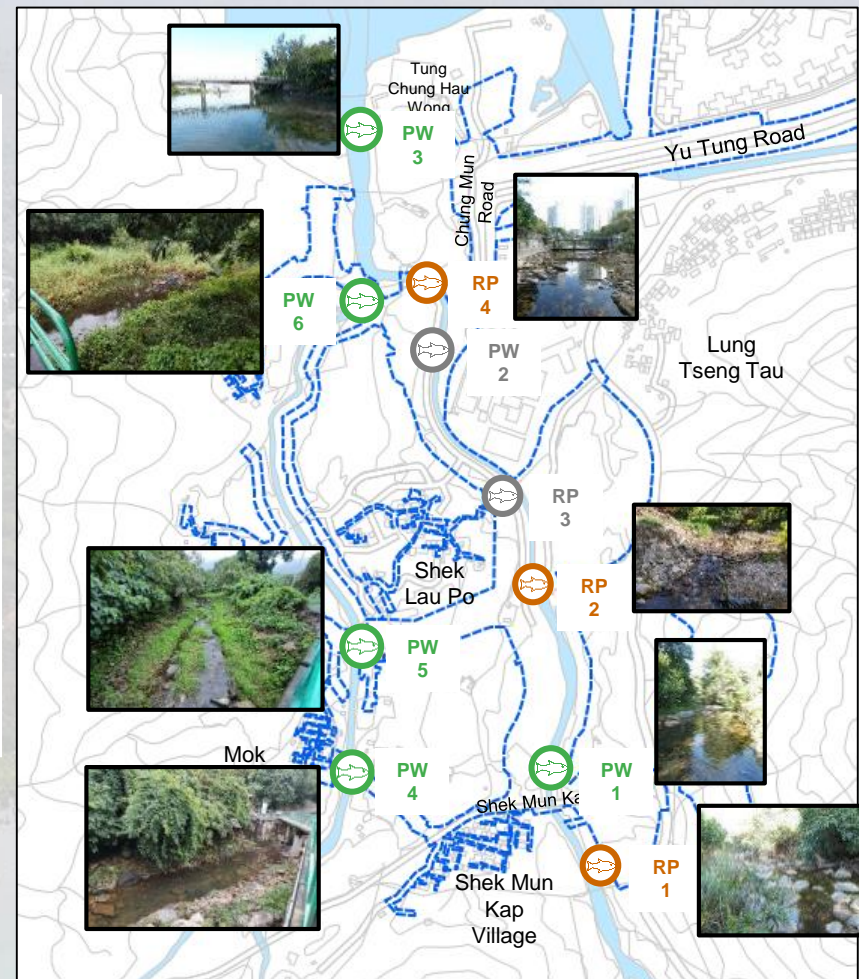 Tung
Chung Hau
Wong
PW
3
Yu Tung Road
Chung Mun
Road
RP
4
PW
6
PW
2
Lung
Tseng Tau
RP
3
Shek
Lau Po
RP
2
PW
5
Mok
PW
4
PW
1
Shek Mun Ka
RP
1
Shek Mun
Kap
Village